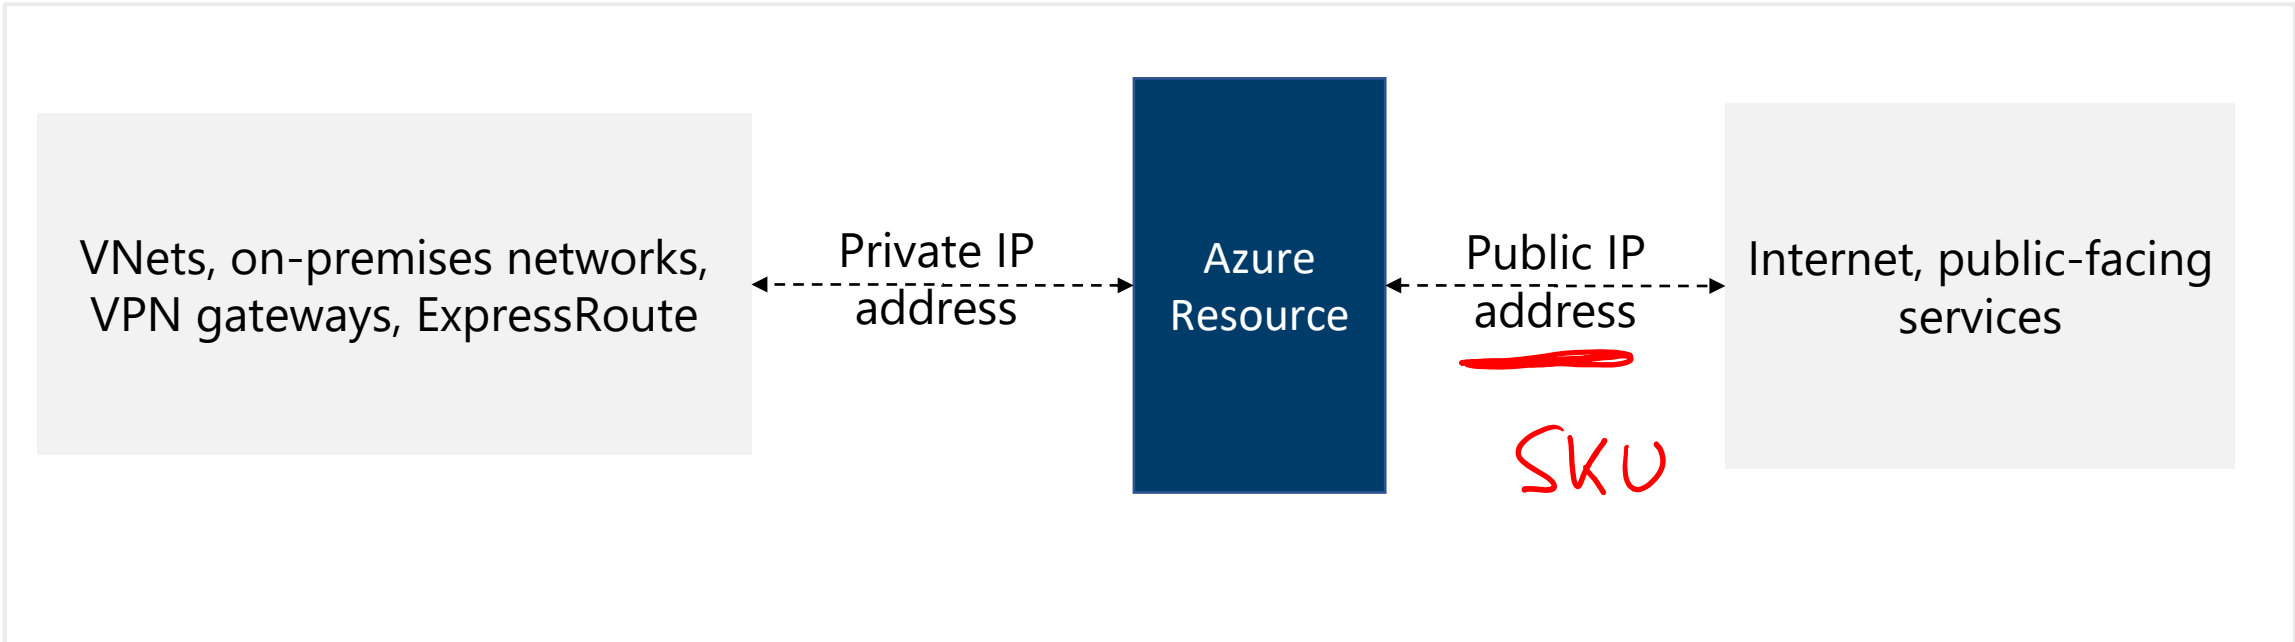 VNets, on-premises networks,
VPN gateways, ExpressRoute
Private IP
address
Azure
Resource
Public IP
address
SKU
Internet, public-facing
services